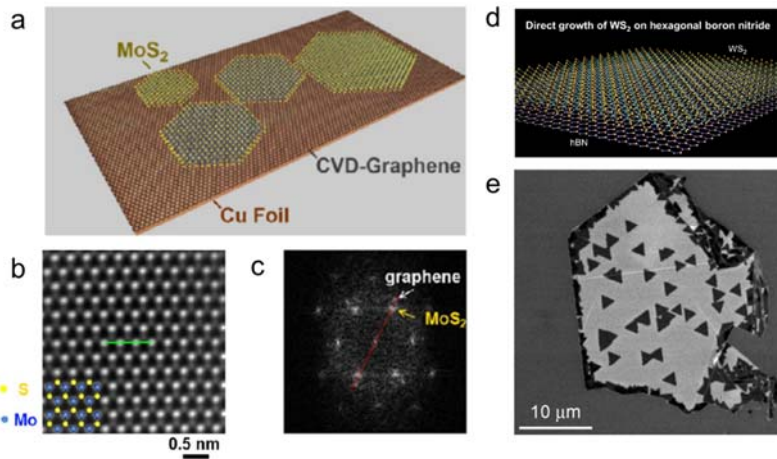 a
MoS₂
CVD-Graphene
Cu Foil
b
S
Mo
0.5 nm
c
graphene
MoS₂
d
Direct growth of WS₂ on hexagonal boron nitride
WS₂
hBN
e
10 μm